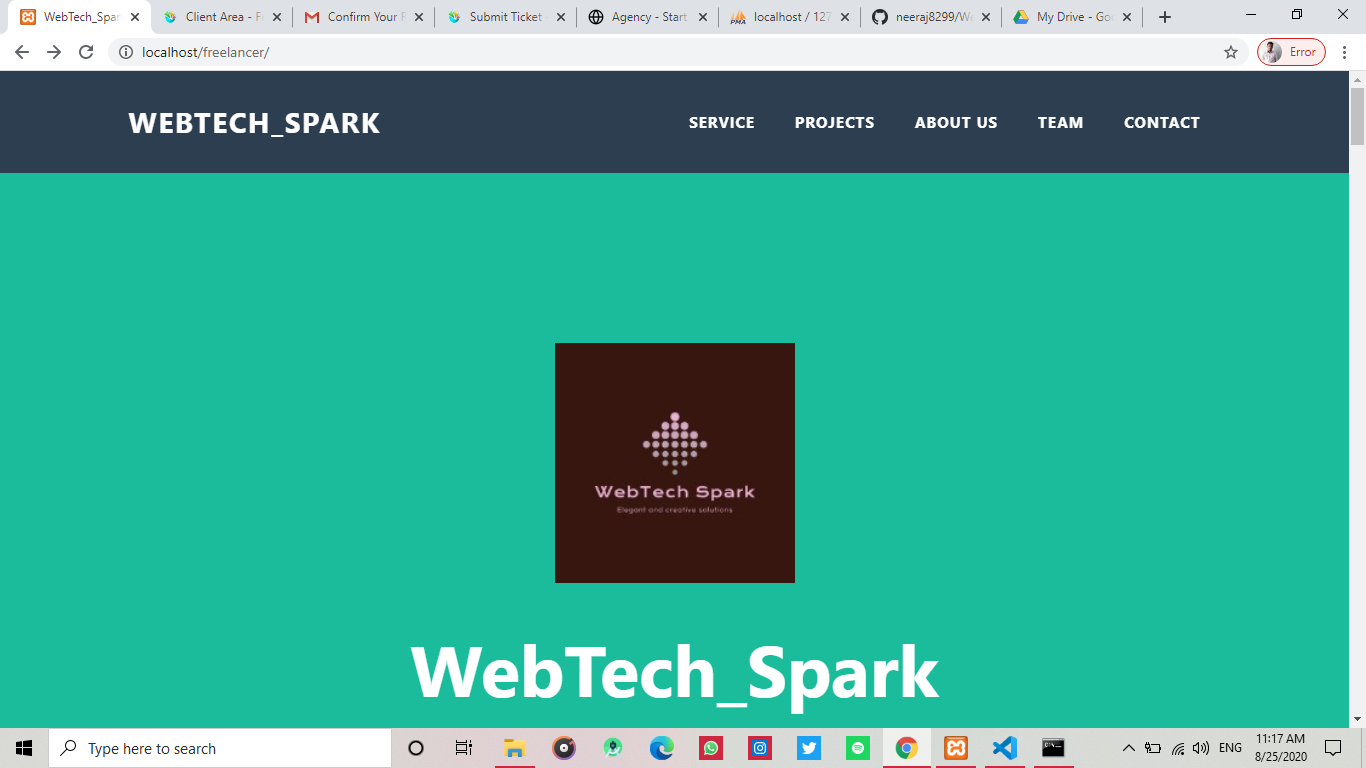 WebTech_Spar
Client Area - F
Confirm Your F
Submit Ticket
Agency - Start
localhost / 127
neeraj8299/We
My Drive - Goo
localhost/freelancer/
Error
WEBTECH_SPARK
SERVICE
PROJECTS
ABOUT US
TEAM
CONTACT
WebTech Spark
Elegant and creative solutions
WebTech_Spark
Type here to search
ENG
11:17 AM
8/25/2020